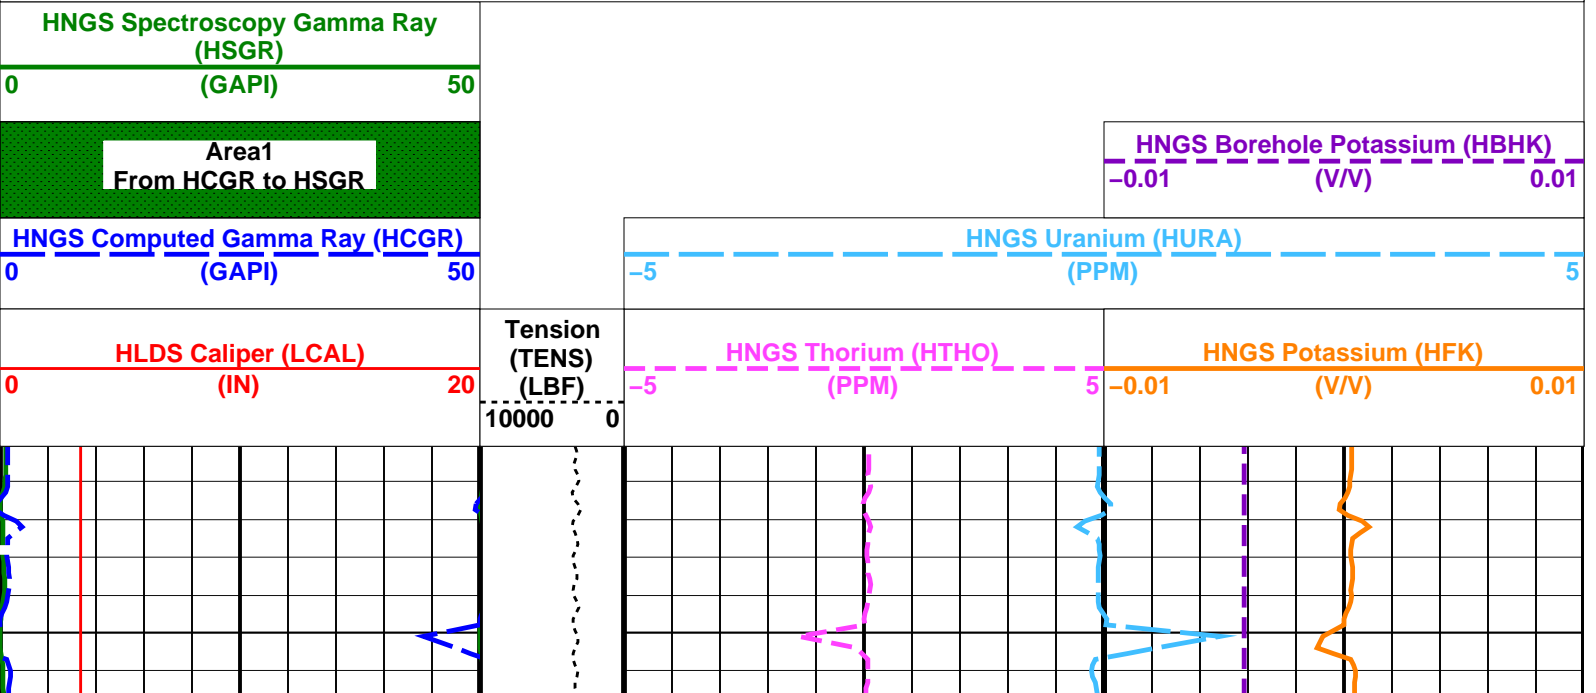 HNGS Spectroscopy Gamma Ray
(HSGR)
0 (GAPI) 50
Area1
From HCGR to HSGR
HNGS Borehole Potassium (HBHK)
−0.01 (V/V) 0.01
HNGS Computed Gamma Ray (HCGR)
0 (GAPI) 50
HNGS Uranium (HURA)
−5 (PPM) 5
HLDS Caliper (LCAL)
0 (IN) 20
Tension
(TENS)
(LBF)
10000 0
HNGS Thorium (HTHO)
−5 (PPM) 5
HNGS Potassium (HFK)
−0.01 (V/V) 0.01